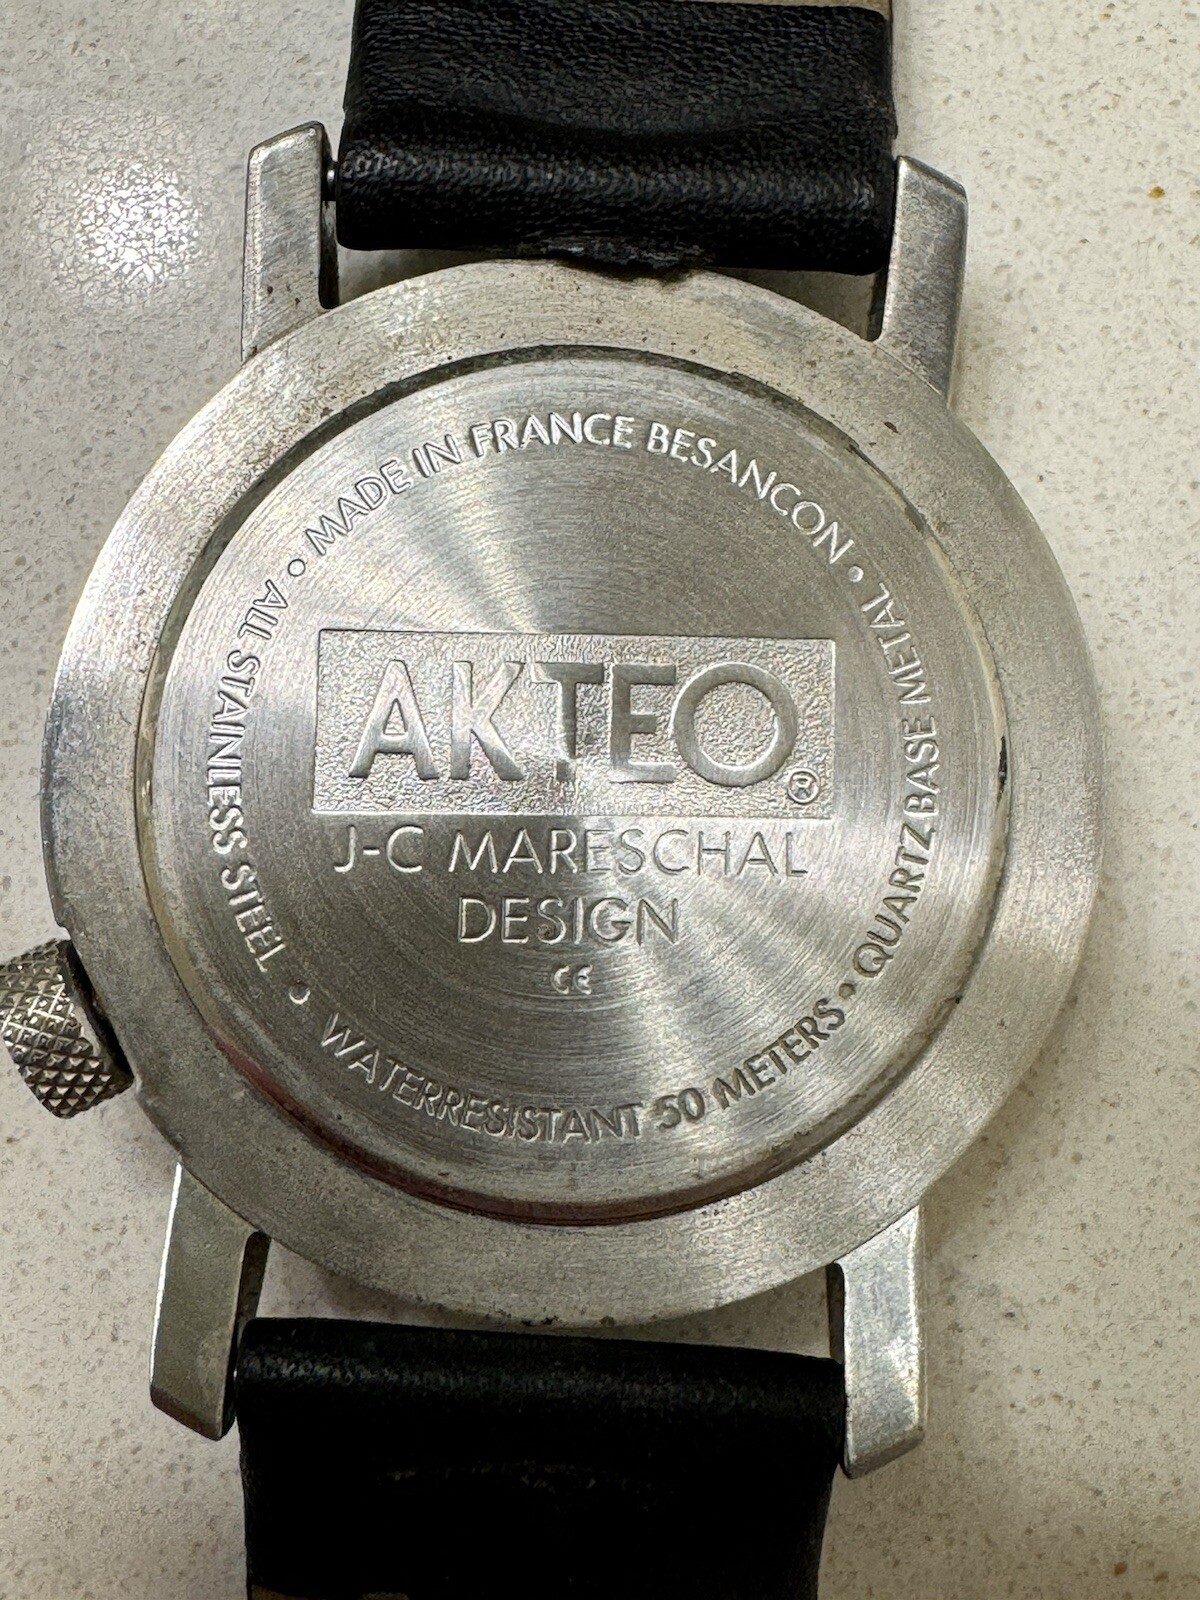 • MADE IN FRANCE BESANCON • QUARTZ BASE METAL • WATERRESISTANT 50 METERS • ALL STAINLESS STEEL
AKTEO®
J-C MARESCHAL
DESIGN
CE